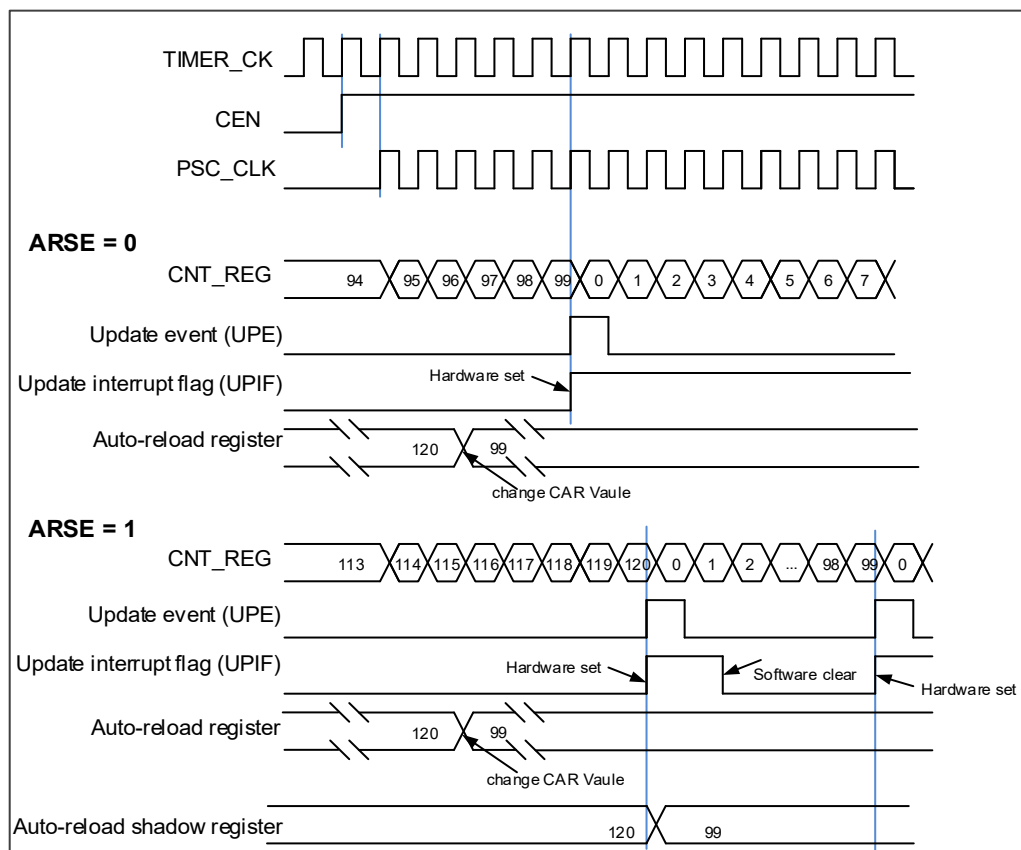 TIMER_CK
CEN
PSC_CLK
ARSE = 0
CNT_REG 94 95 96 97 98 99 0 1 2 3 4 5 6 7
Update event (UPE)
Update interrupt flag (UPIF) Hardware set
Auto-reload register 120 99
change CAR Vaule
ARSE = 1
CNT_REG 113 114 115 116 117 118 119 120 0 1 2 ... 98 99 0
Update event (UPE)
Update interrupt flag (UPIF) Hardware set Software clear Hardware set
Auto-reload register 120 99
change CAR Vaule
Auto-reload shadow register 120 99